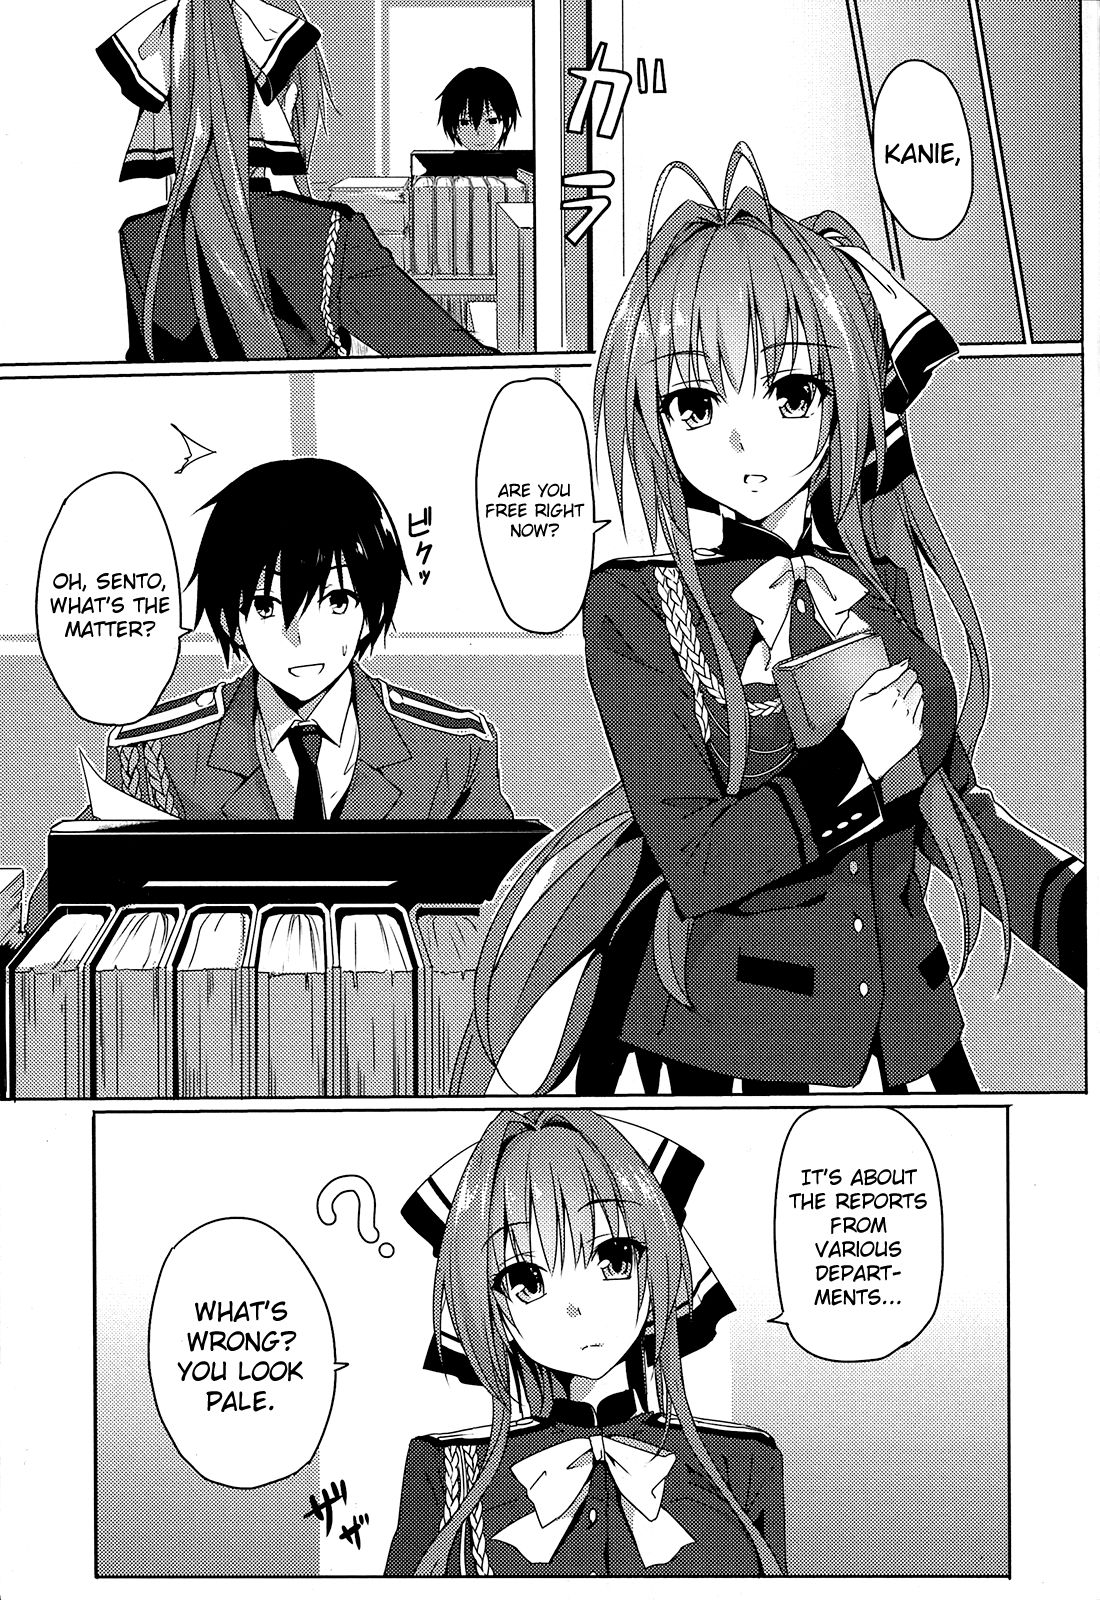 KANIE,
ガ
ラ
ARE YOU
FREE RIGHT
NOW?
ビクッ
OH, SENTO,
WHAT'S THE
MATTER?
IT'S ABOUT
THE REPORTS
FROM
VARIOUS
DEPART-
MENTS...
?
WHAT'S
WRONG?
YOU LOOK
PALE.
ザザ